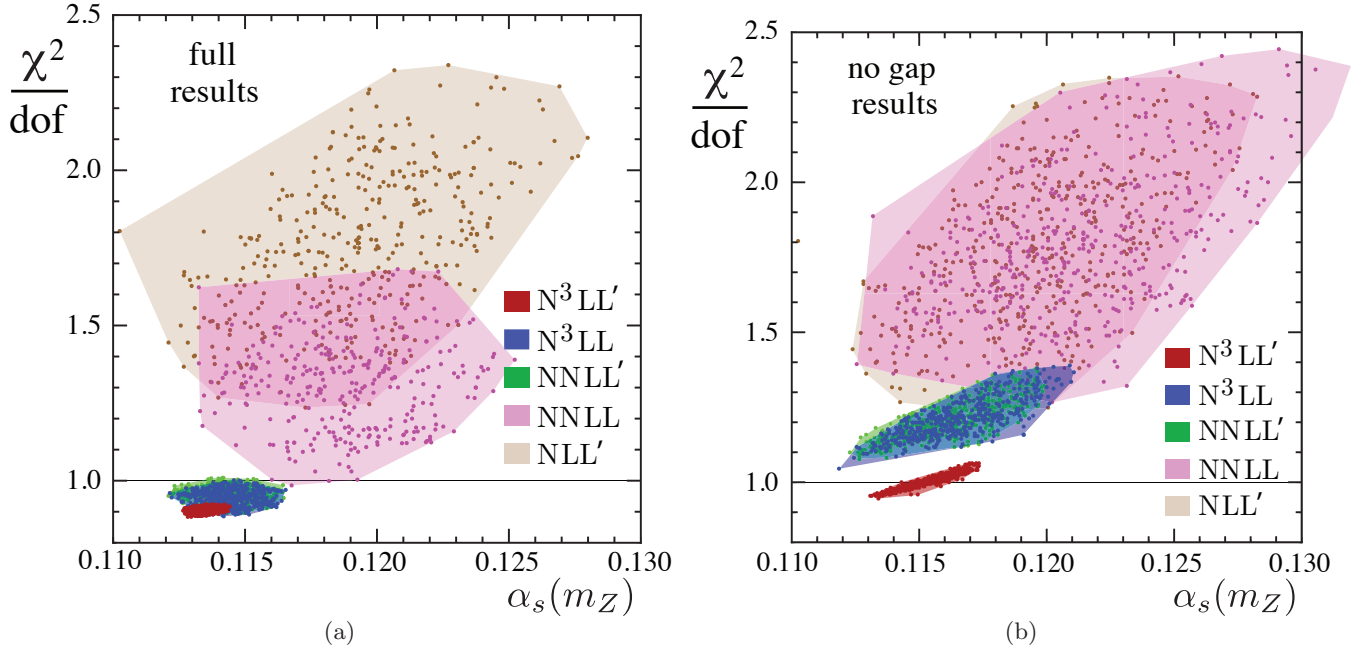 2.5
2.0
1.5
1.0
χ²
dof
full
results
N³LL′
N³LL
NNLL′
NNLL
NLL′
0.110 0.115 0.120 0.125 0.130
αs(mZ)
(a)
2.5
2.0
1.5
1.0
χ²
dof
no gap
results
N³LL′
N³LL
NNLL′
NNLL
NLL′
0.110 0.115 0.120 0.125 0.130
αs(mZ)
(b)